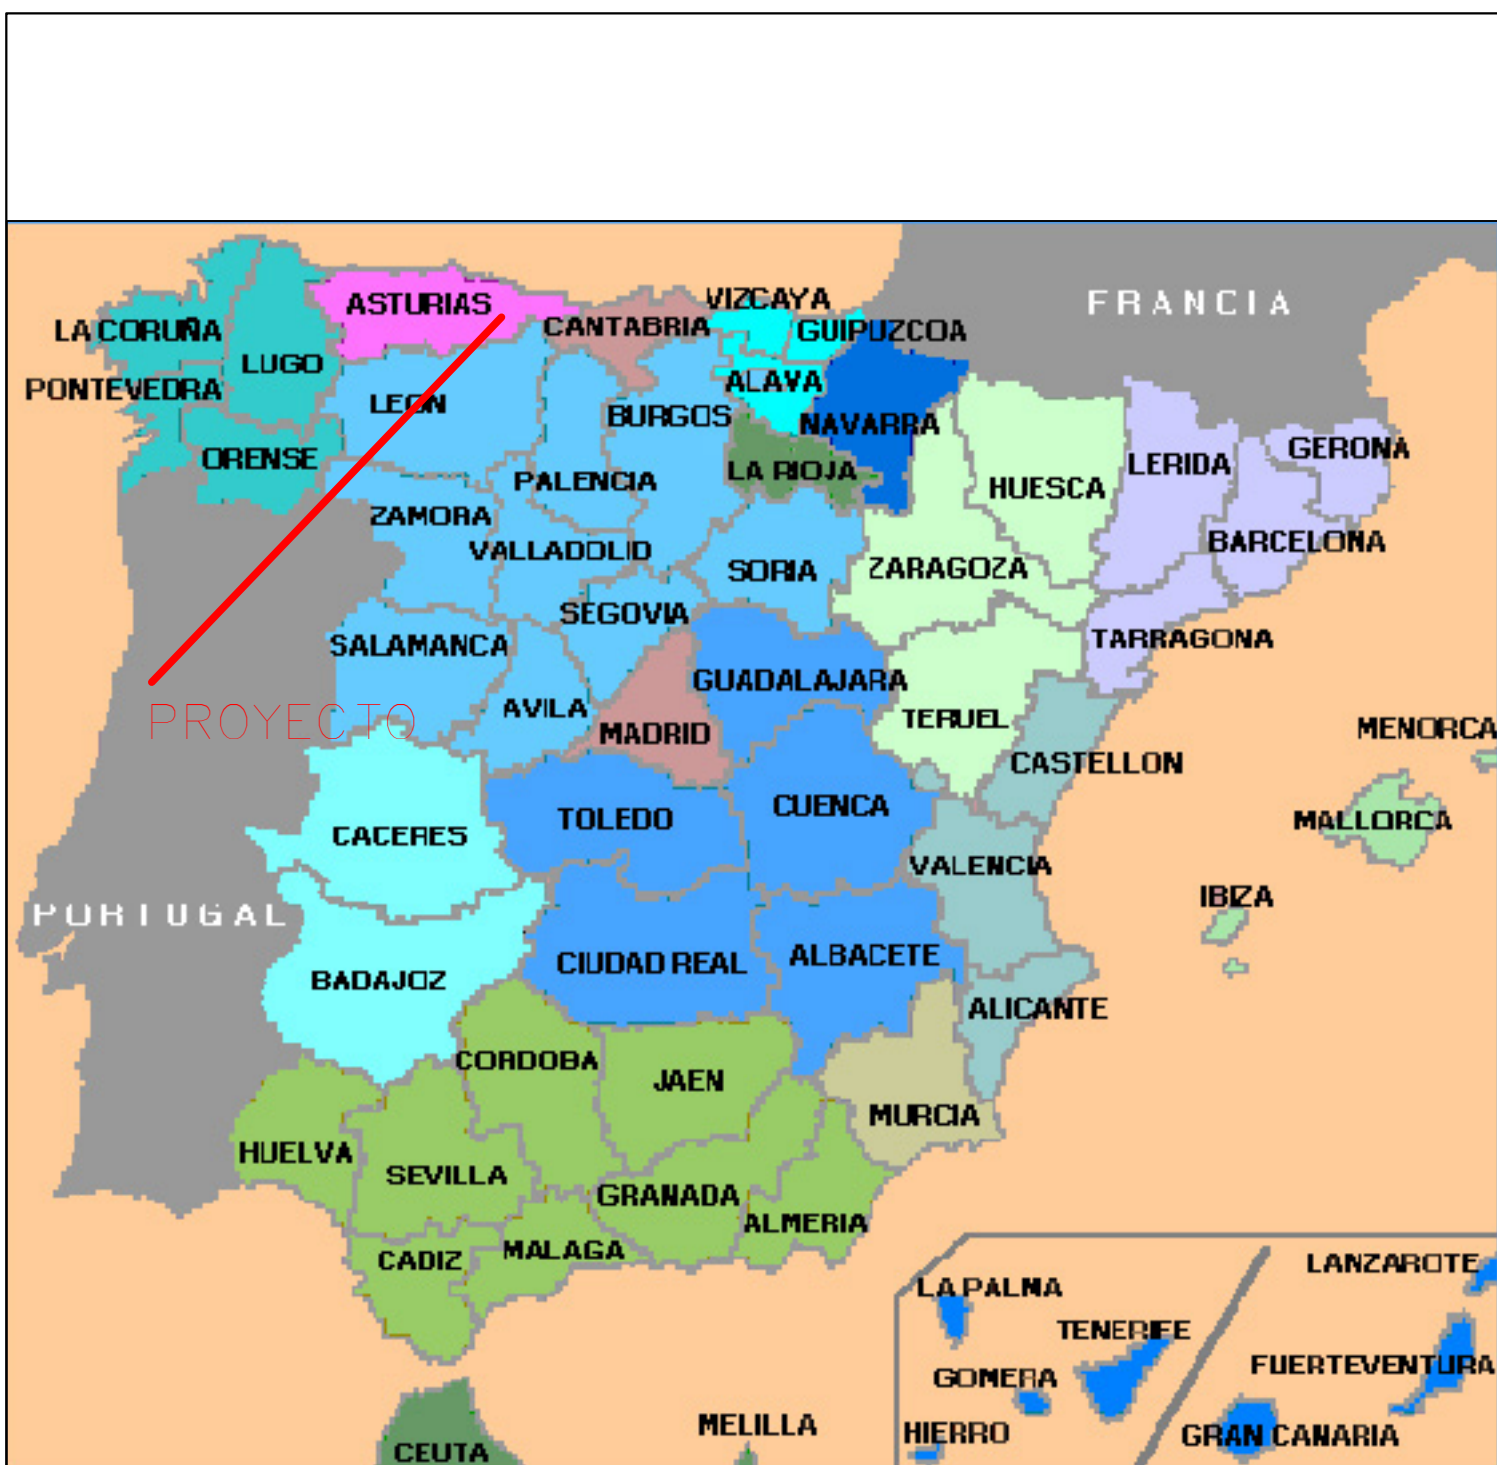 FRANCIA
ASTURIAS
VIZCAYA
CANTABRIA
GUIPUZCOA
LA CORUÑA
LUGO
ALAVA
PONTEVEDRA
LEON
BURGOS
NAVARRA
GERONA
ORENSE
LA RIOJA
LERIDA
PALENCIA
HUESCA
ZAMORA
BARCELONA
VALLADOLID
SORIA
ZARAGOZA
SEGOVIA
SALAMANCA
TARRAGONA
GUADALAJARA
AVILA
TERUEL
PROYECTO
MADRID
MENORCA
CASTELLON
CUENCA
TOLEDO
MALLORCA
CACERES
VALENCIA
IBIZA
PORTUGAL
ALBACETE
CIUDAD REAL
BADAJOZ
ALICANTE
CORDOBA
JAEN
MURCIA
HUELVA
SEVILLA
GRANADA
ALMERIA
MALAGA
CADIZ
LANZAROTE
LA PALMA
TENERIFE
FUERTEVENTURA
GOMERA
MELILLA
HIERRO
GRAN CANARIA
CEUTA